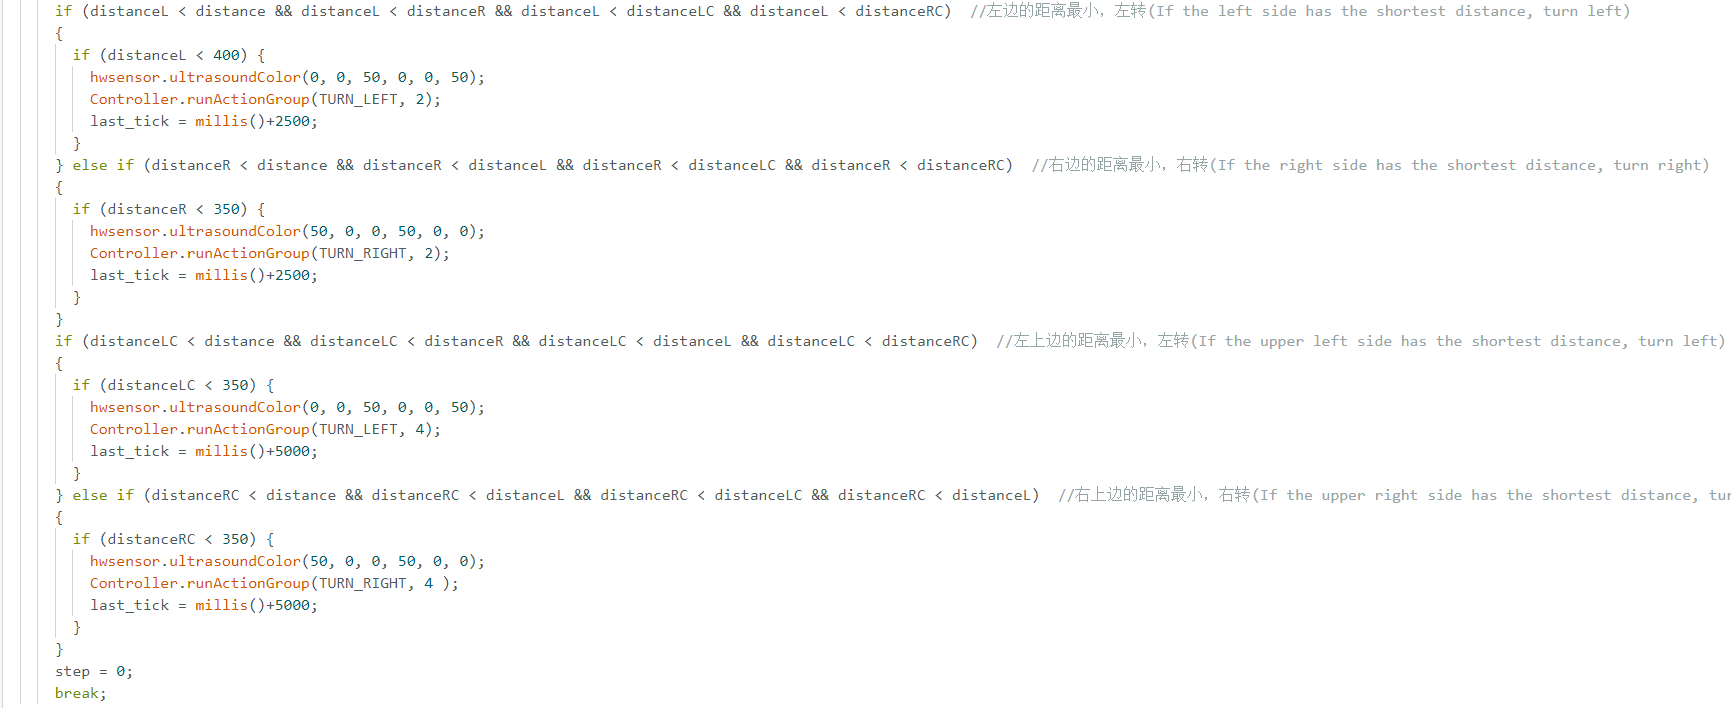 if (distanceL < distance && distanceL < distanceR && distanceL < distanceLC && distanceL < distanceRC)  //左边的距离最小，左转(If the left side has the shortest distance, turn left)
{
if (distanceL < 400) {
hwsensor.ultrasoundColor(0, 0, 50, 0, 0, 50);
Controller.runActionGroup(TURN_LEFT, 2);
last_tick = millis()+2500;
}
} else if (distanceR < distance && distanceR < distanceL && distanceR < distanceLC && distanceR < distanceRC)  //右边的距离最小，右转(If the right side has the shortest distance, turn right)
{
if (distanceR < 350) {
hwsensor.ultrasoundColor(50, 0, 0, 50, 0, 0);
Controller.runActionGroup(TURN_RIGHT, 2);
last_tick = millis()+2500;
}
}
if (distanceLC < distance && distanceLC < distanceR && distanceLC < distanceL && distanceLC < distanceRC)  //左上边的距离最小，左转(If the upper left side has the shortest distance, turn left)
{
if (distanceLC < 350) {
hwsensor.ultrasoundColor(0, 0, 50, 0, 0, 50);
Controller.runActionGroup(TURN_LEFT, 4);
last_tick = millis()+5000;
}
} else if (distanceRC < distance && distanceRC < distanceL && distanceRC < distanceLC && distanceRC < distanceL)  //右上边的距离最小，右转(If the upper right side has the shortest distance, tur
{
if (distanceRC < 350) {
hwsensor.ultrasoundColor(50, 0, 0, 50, 0, 0);
Controller.runActionGroup(TURN_RIGHT, 4 );
last_tick = millis()+5000;
}
}
step = 0;
break;